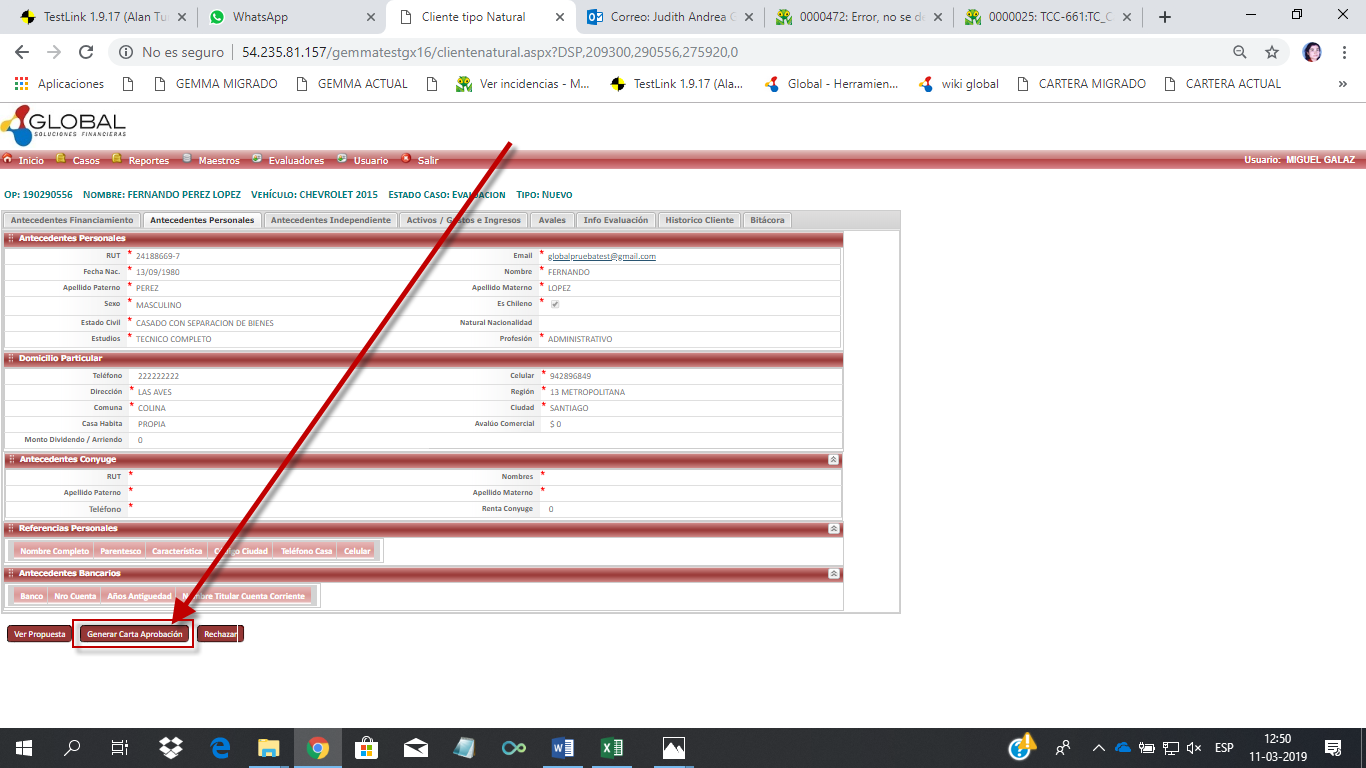 TestLink 1.9.17 (Alan Tu
WhatsApp
Cliente tipo Natural
Correo: Judith Andrea G
0000472: Error, no se de
0000025: TCC-661:TC_C
No es seguro
54.235.81.157/gemmatestgx16/clientenatural.aspx?DSP,209300,290556,275920,0
Aplicaciones
GEMMA MIGRADO
GEMMA ACTUAL
Ver incidencias - M...
TestLink 1.9.17 (Ala...
Global - Herramien...
wiki global
CARTERA MIGRADO
CARTERA ACTUAL
»
GLOBAL
SOLUCIONES FINANCIERAS
Inicio Casos Reportes Maestros Evaluadores Usuario Salir
Usuario: MIGUEL GALAZ
OP: 190290556 NOMBRE: FERNANDO PEREZ LOPEZ VEHÍCULO: CHEVROLET 2015 ESTADO CASO: EVALUACION TIPO: NUEVO
Antecedentes Financiamiento
Antecedentes Personales
Antecedentes Independiente
Activos / Gastos e Ingresos
Avales
Info Evaluación
Historico Cliente
Bitácora
Antecedentes Personales
RUT * 24188669-7
Email * globalpruebatest@gmail.com
Fecha Nac. * 13/09/1980
Nombre * FERNANDO
Apellido Paterno * PEREZ
Apellido Materno * LOPEZ
Sexo * MASCULINO
Es Chileno *
Estado Civil * CASADO CON SEPARACION DE BIENES
Natural Nacionalidad
Estudios * TECNICO COMPLETO
Profesión * ADMINISTRATIVO
Domicilio Particular
Teléfono 222222222
Celular * 942896849
Dirección * LAS AVES
Región * 13 METROPOLITANA
Comuna * COLINA
Ciudad * SANTIAGO
Casa Habita PROPIA
Avalúo Comercial $ 0
Monto Dividendo / Arriendo 0
Antecedentes Conyuge
RUT *
Nombres *
Apellido Paterno *
Apellido Materno *
Teléfono *
Renta Conyuge 0
Referencias Personales
Nombre Completo Parentesco Característica Código Ciudad Teléfono Casa Celular
Antecedentes Bancarios
Banco Nro Cuenta Años Antiguedad Nombre Titular Cuenta Corriente
Ver Propuesta
Generar Carta Aprobación
Rechazar
ESP
12:50
11-03-2019